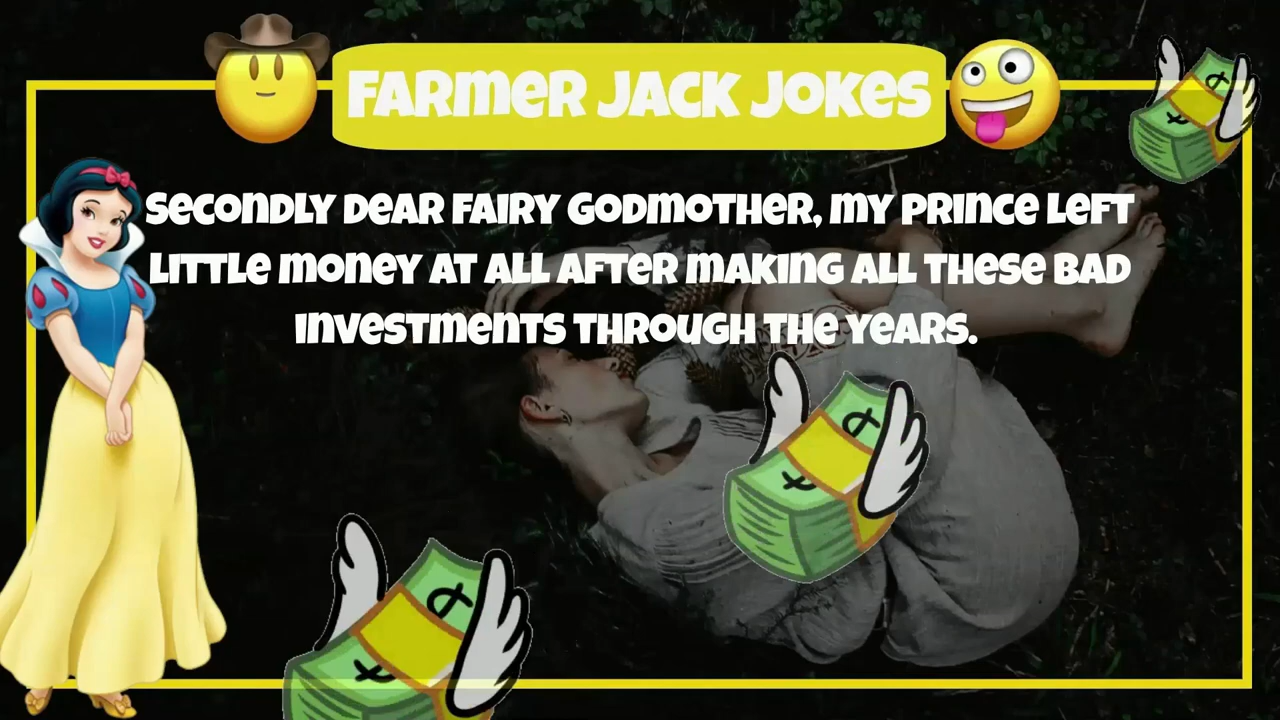 FARMER JACK JOKES
SECONDLY DEAR FAIRY GODMOTHER, MY PRINCE LEFT
LITTLE MONEY AT ALL AFTER MAKING ALL THESE BAD
INVESTMENTS THROUGH THE YEARS.